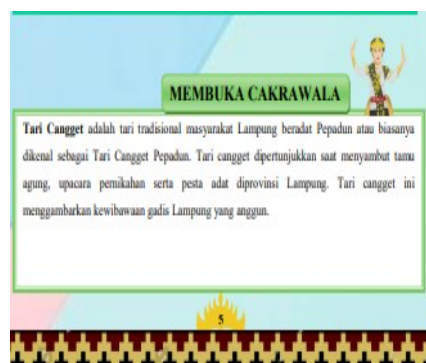 MEMBUKA CAKRAWALA
Tari Cangget adalah tari tradisional masyarakat Lampung beradat Pepadun atau biasanya
dikenal sebagai Tari Cangget Pepadun. Tari cangget dipertunjukkan saat menyambut tamu
agung, upacara pernikahan serta pesta adat diprovinsi Lampung. Tari cangget ini
menggambarkan kewibawaan gadis Lampung yang anggun.
5